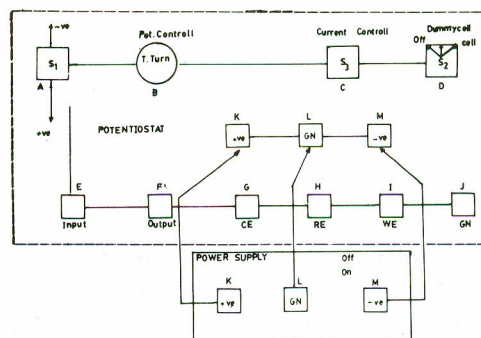 -ve
Pot. Controll
Current Controll
Dummy cell
Off
cell
S1
T. Turn
S3
S2
A
B
C
D
+ve
POTENTIOSTAT
K
L
M
+ve
GN
-ve
E
F
G
H
I
J
Input
Output
CE
RE
WE
GN
POWER SUPPLY
Off
On
K
L
M
+ve
GN
-ve